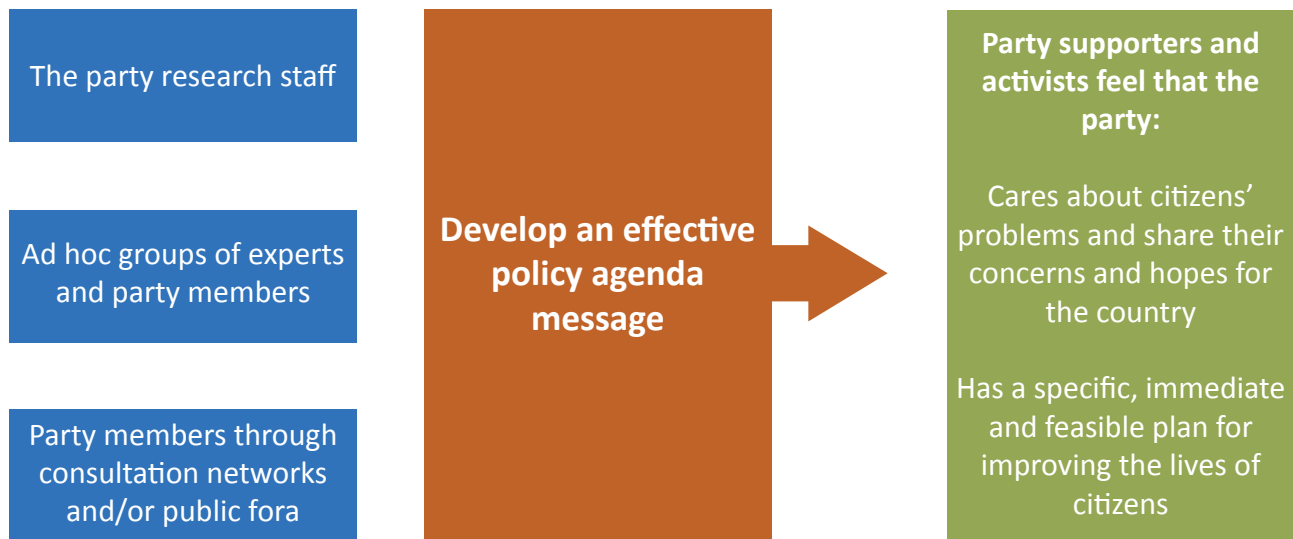 The party research staff
Ad hoc groups of experts
and party members
Party members through
consultation networks
and/or public fora
Develop an effective
policy agenda
message
Party supporters and
activists feel that the
party:
Cares about citizens’
problems and share their
concerns and hopes for
the country
Has a specific, immediate
and feasible plan for
improving the lives of
citizens